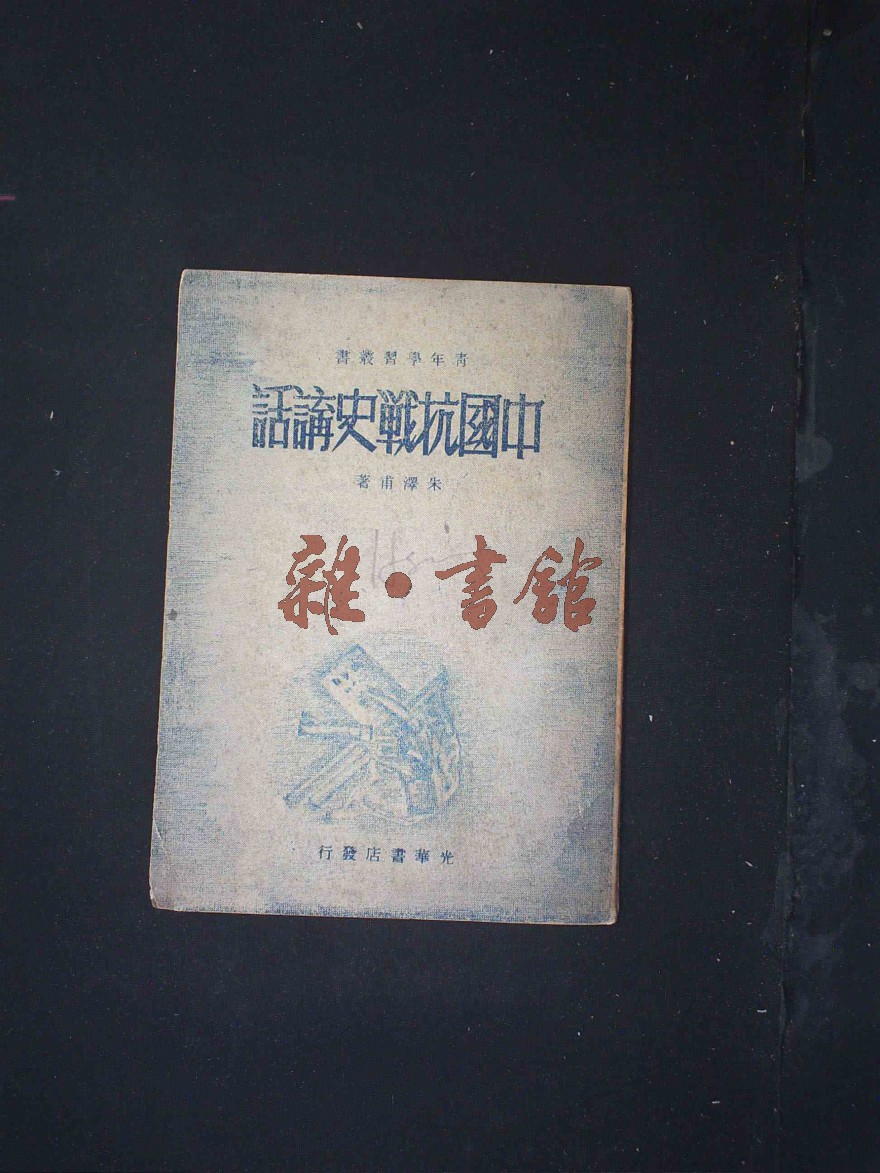 青年學習叢書
中國抗戰史講話
朱澤甫著
雜·書館
光華書店發行